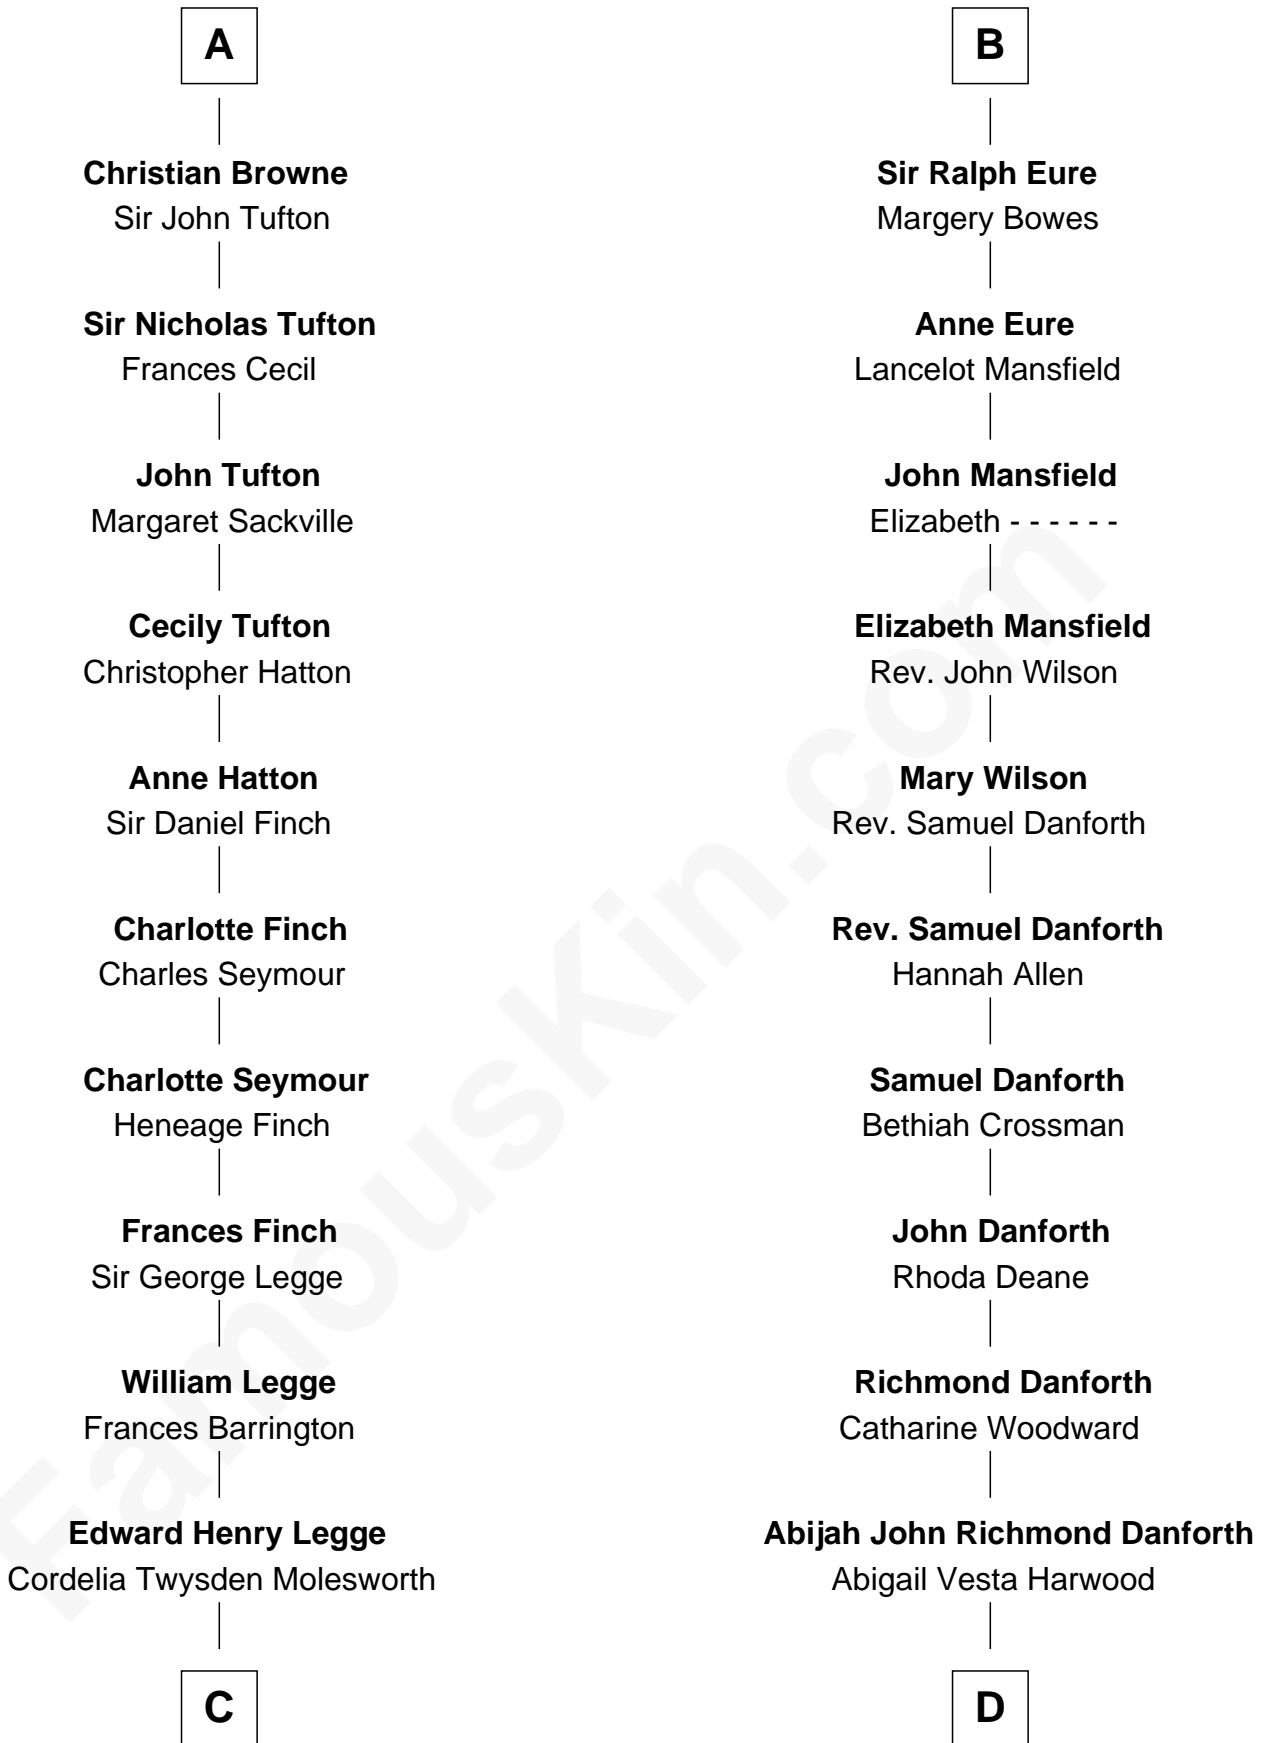 A
Christian Browne
Sir John Tufton
Sir Nicholas Tufton
Frances Cecil
John Tufton
Margaret Sackville
Cecily Tufton
Christopher Hatton
Anne Hatton
Sir Daniel Finch
Charlotte Finch
Charles Seymour
Charlotte Seymour
Heneage Finch
Frances Finch
Sir George Legge
William Legge
Frances Barrington
Edward Henry Legge
Cordelia Twysden Molesworth
C
B
Sir Ralph Eure
Margery Bowes
Anne Eure
Lancelot Mansfield
John Mansfield
Elizabeth - - - - - -
Elizabeth Mansfield
Rev. John Wilson
Mary Wilson
Rev. Samuel Danforth
Rev. Samuel Danforth
Hannah Allen
Samuel Danforth
Bethiah Crossman
John Danforth
Rhoda Deane
Richmond Danforth
Catharine Woodward
Abijah John Richmond Danforth
Abigail Vesta Harwood
D
FamousKin.com